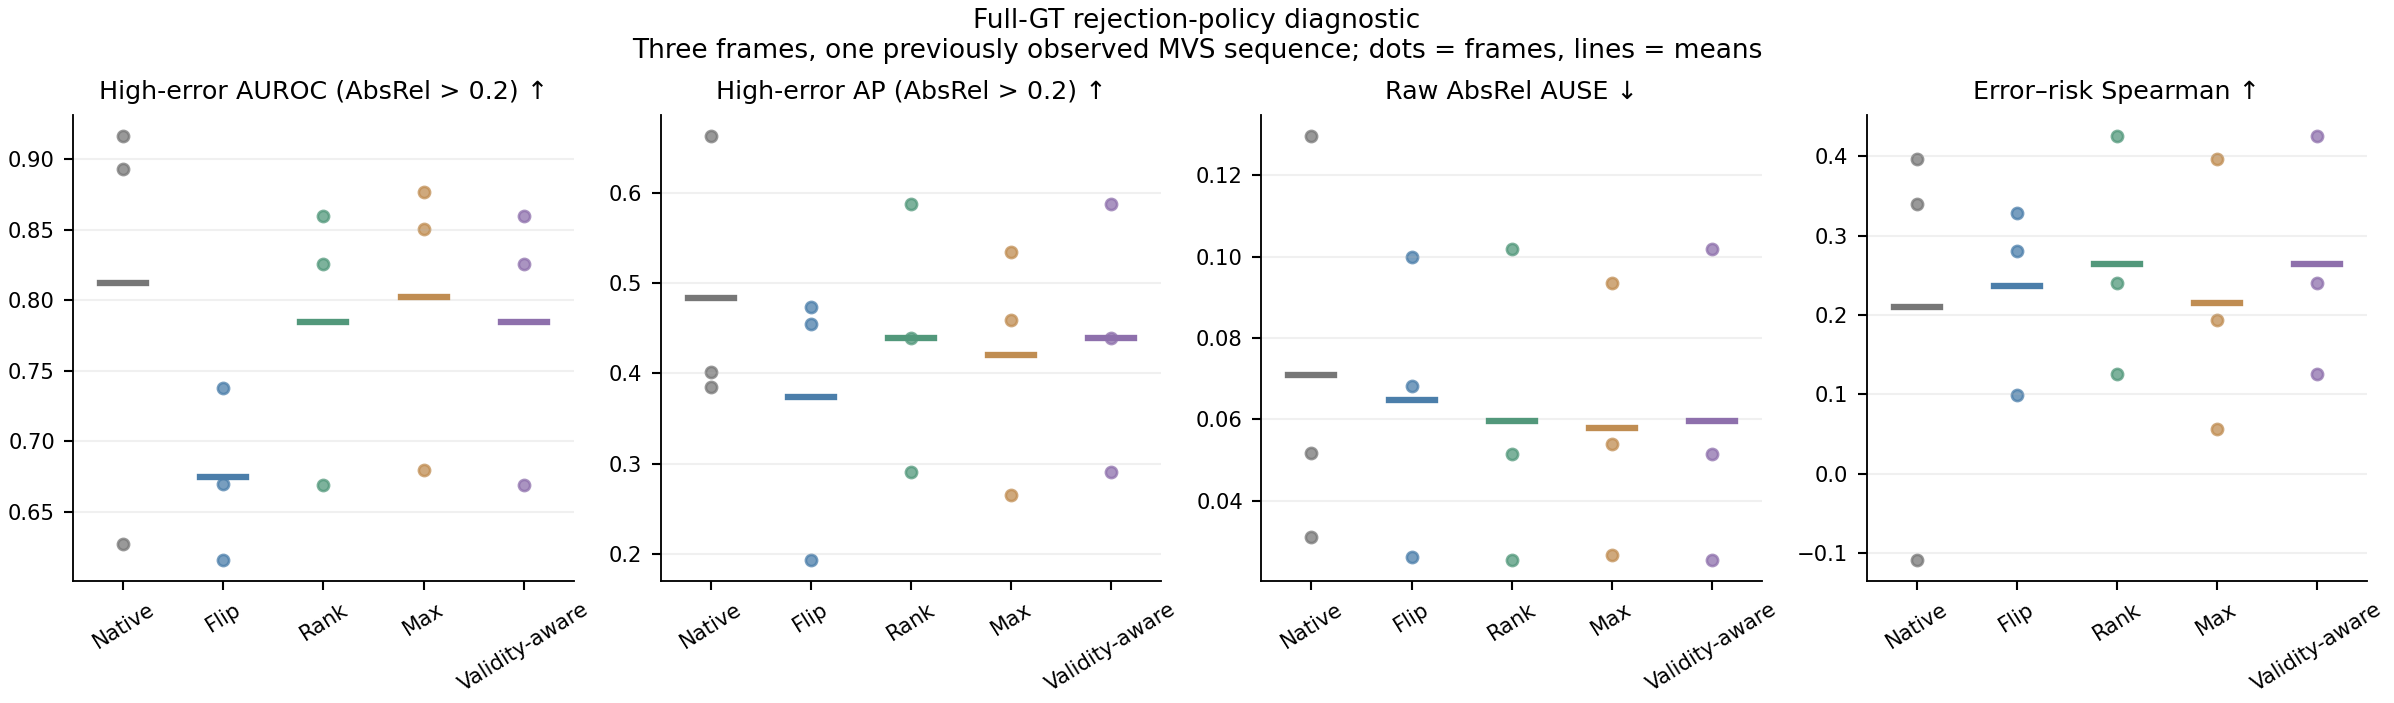 Full-GT rejection-policy diagnostic
Three frames, one previously observed MVS sequence; dots = frames, lines = means
High-error AUROC (AbsRel > 0.2) ↑
0.90
0.85
0.80
0.75
0.70
0.65
Native
Flip
Rank
Max
Validity-aware
High-error AP (AbsRel > 0.2) ↑
0.6
0.5
0.4
0.3
0.2
Native
Flip
Rank
Max
Validity-aware
Raw AbsRel AUSE ↓
0.12
0.10
0.08
0.06
0.04
Native
Flip
Rank
Max
Validity-aware
Error–risk Spearman ↑
0.4
0.3
0.2
0.1
0.0
−0.1
Native
Flip
Rank
Max
Validity-aware